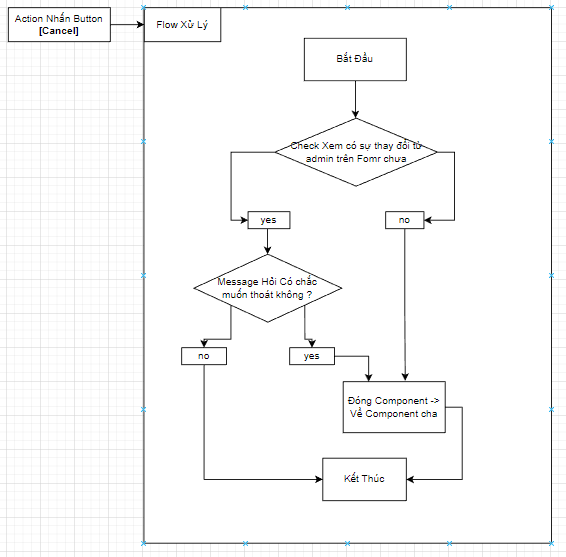 Action Nhấn Button
[Cancel]
Flow Xử Lý
Bắt Đầu
Check Xem có sự thay đổi từ
admin trên Fomr chưa
yes
no
Message Hỏi Có chắc
muốn thoát không ?
no
yes
Đóng Component ->
Về Component cha
Kết Thúc